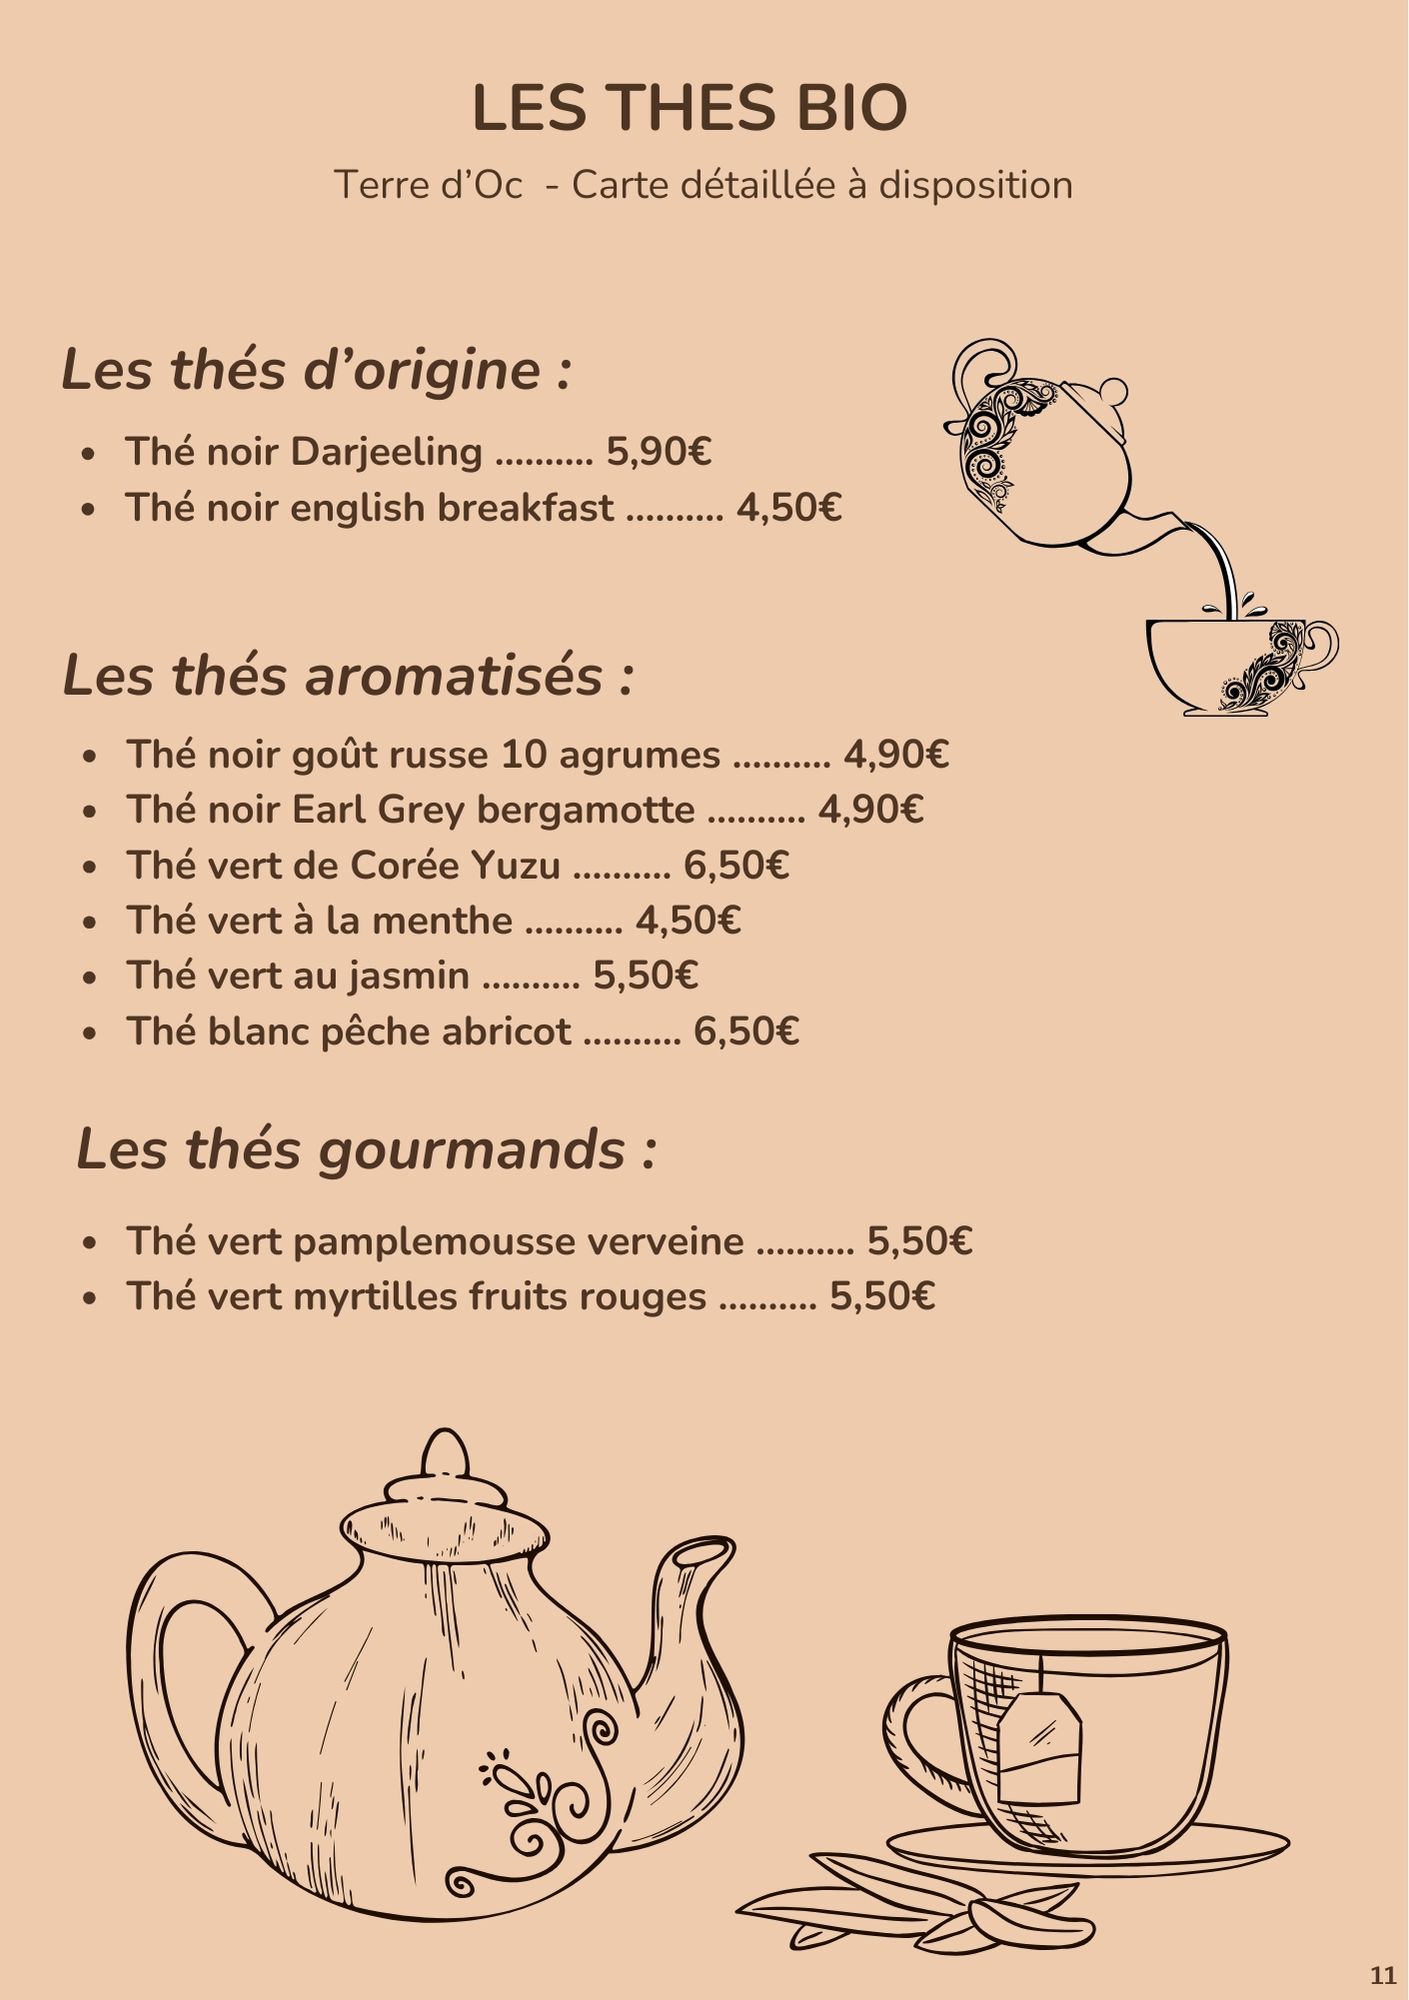 LES THES BIO
Terre d’Oc - Carte détaillée à disposition
Les thés d’origine :
• Thé noir Darjeeling .......... 5,90€
• Thé noir english breakfast .......... 4,50€
Les thés aromatisés :
• Thé noir goût russe 10 agrumes .......... 4,90€
• Thé noir Earl Grey bergamotte .......... 4,90€
• Thé vert de Corée Yuzu .......... 6,50€
• Thé vert à la menthe .......... 4,50€
• Thé vert au jasmin .......... 5,50€
• Thé blanc pêche abricot .......... 6,50€
Les thés gourmands :
• Thé vert pamplemousse verveine .......... 5,50€
• Thé vert myrtilles fruits rouges .......... 5,50€
11